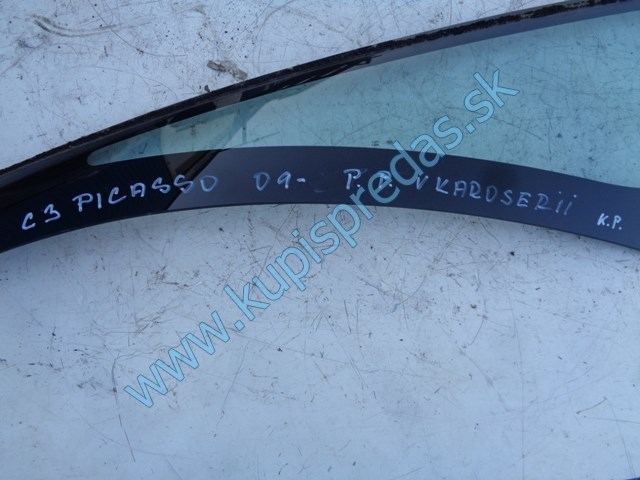 C3 PICASSO 09- P.P. V KAROSERII K.P.
www.kupispredas.sk